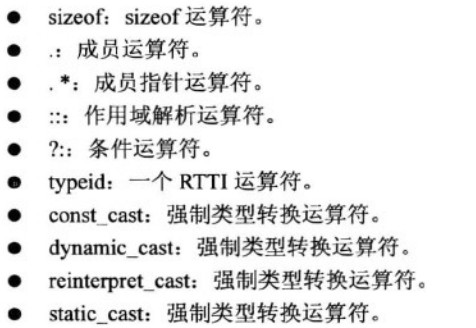 ● sizeof：sizeof 运算符。
● .：成员运算符。
● . *：成员指针运算符。
● ::：作用域解析运算符。
● ?:：条件运算符。
● typeid：一个 RTTI 运算符。
● const_cast：强制类型转换运算符。
● dynamic_cast：强制类型转换运算符。
● reinterpret_cast：强制类型转换运算符。
● static_cast：强制类型转换运算符。